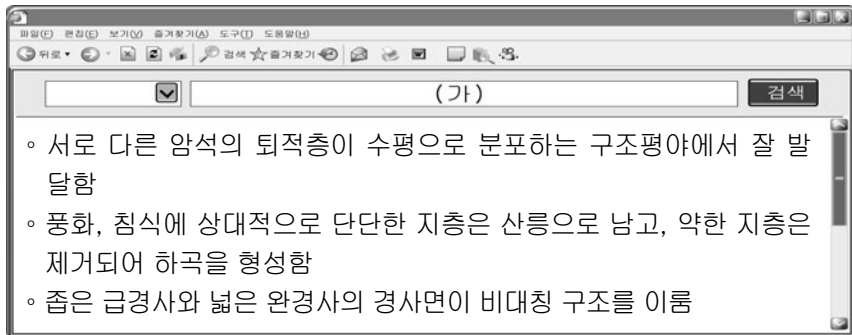 파일(F) 편집(E) 보기(V) 즐겨찾기(A) 도구(T) 도움말(H)
뒤로 검색 즐겨찾기
(가) 검색
◦ 서로 다른 암석의 퇴적층이 수평으로 분포하는 구조평야에서 잘 발
달함
◦ 풍화, 침식에 상대적으로 단단한 지층은 산릉으로 남고, 약한 지층은
제거되어 하곡을 형성함
◦ 좁은 급경사와 넓은 완경사의 경사면이 비대칭 구조를 이룸